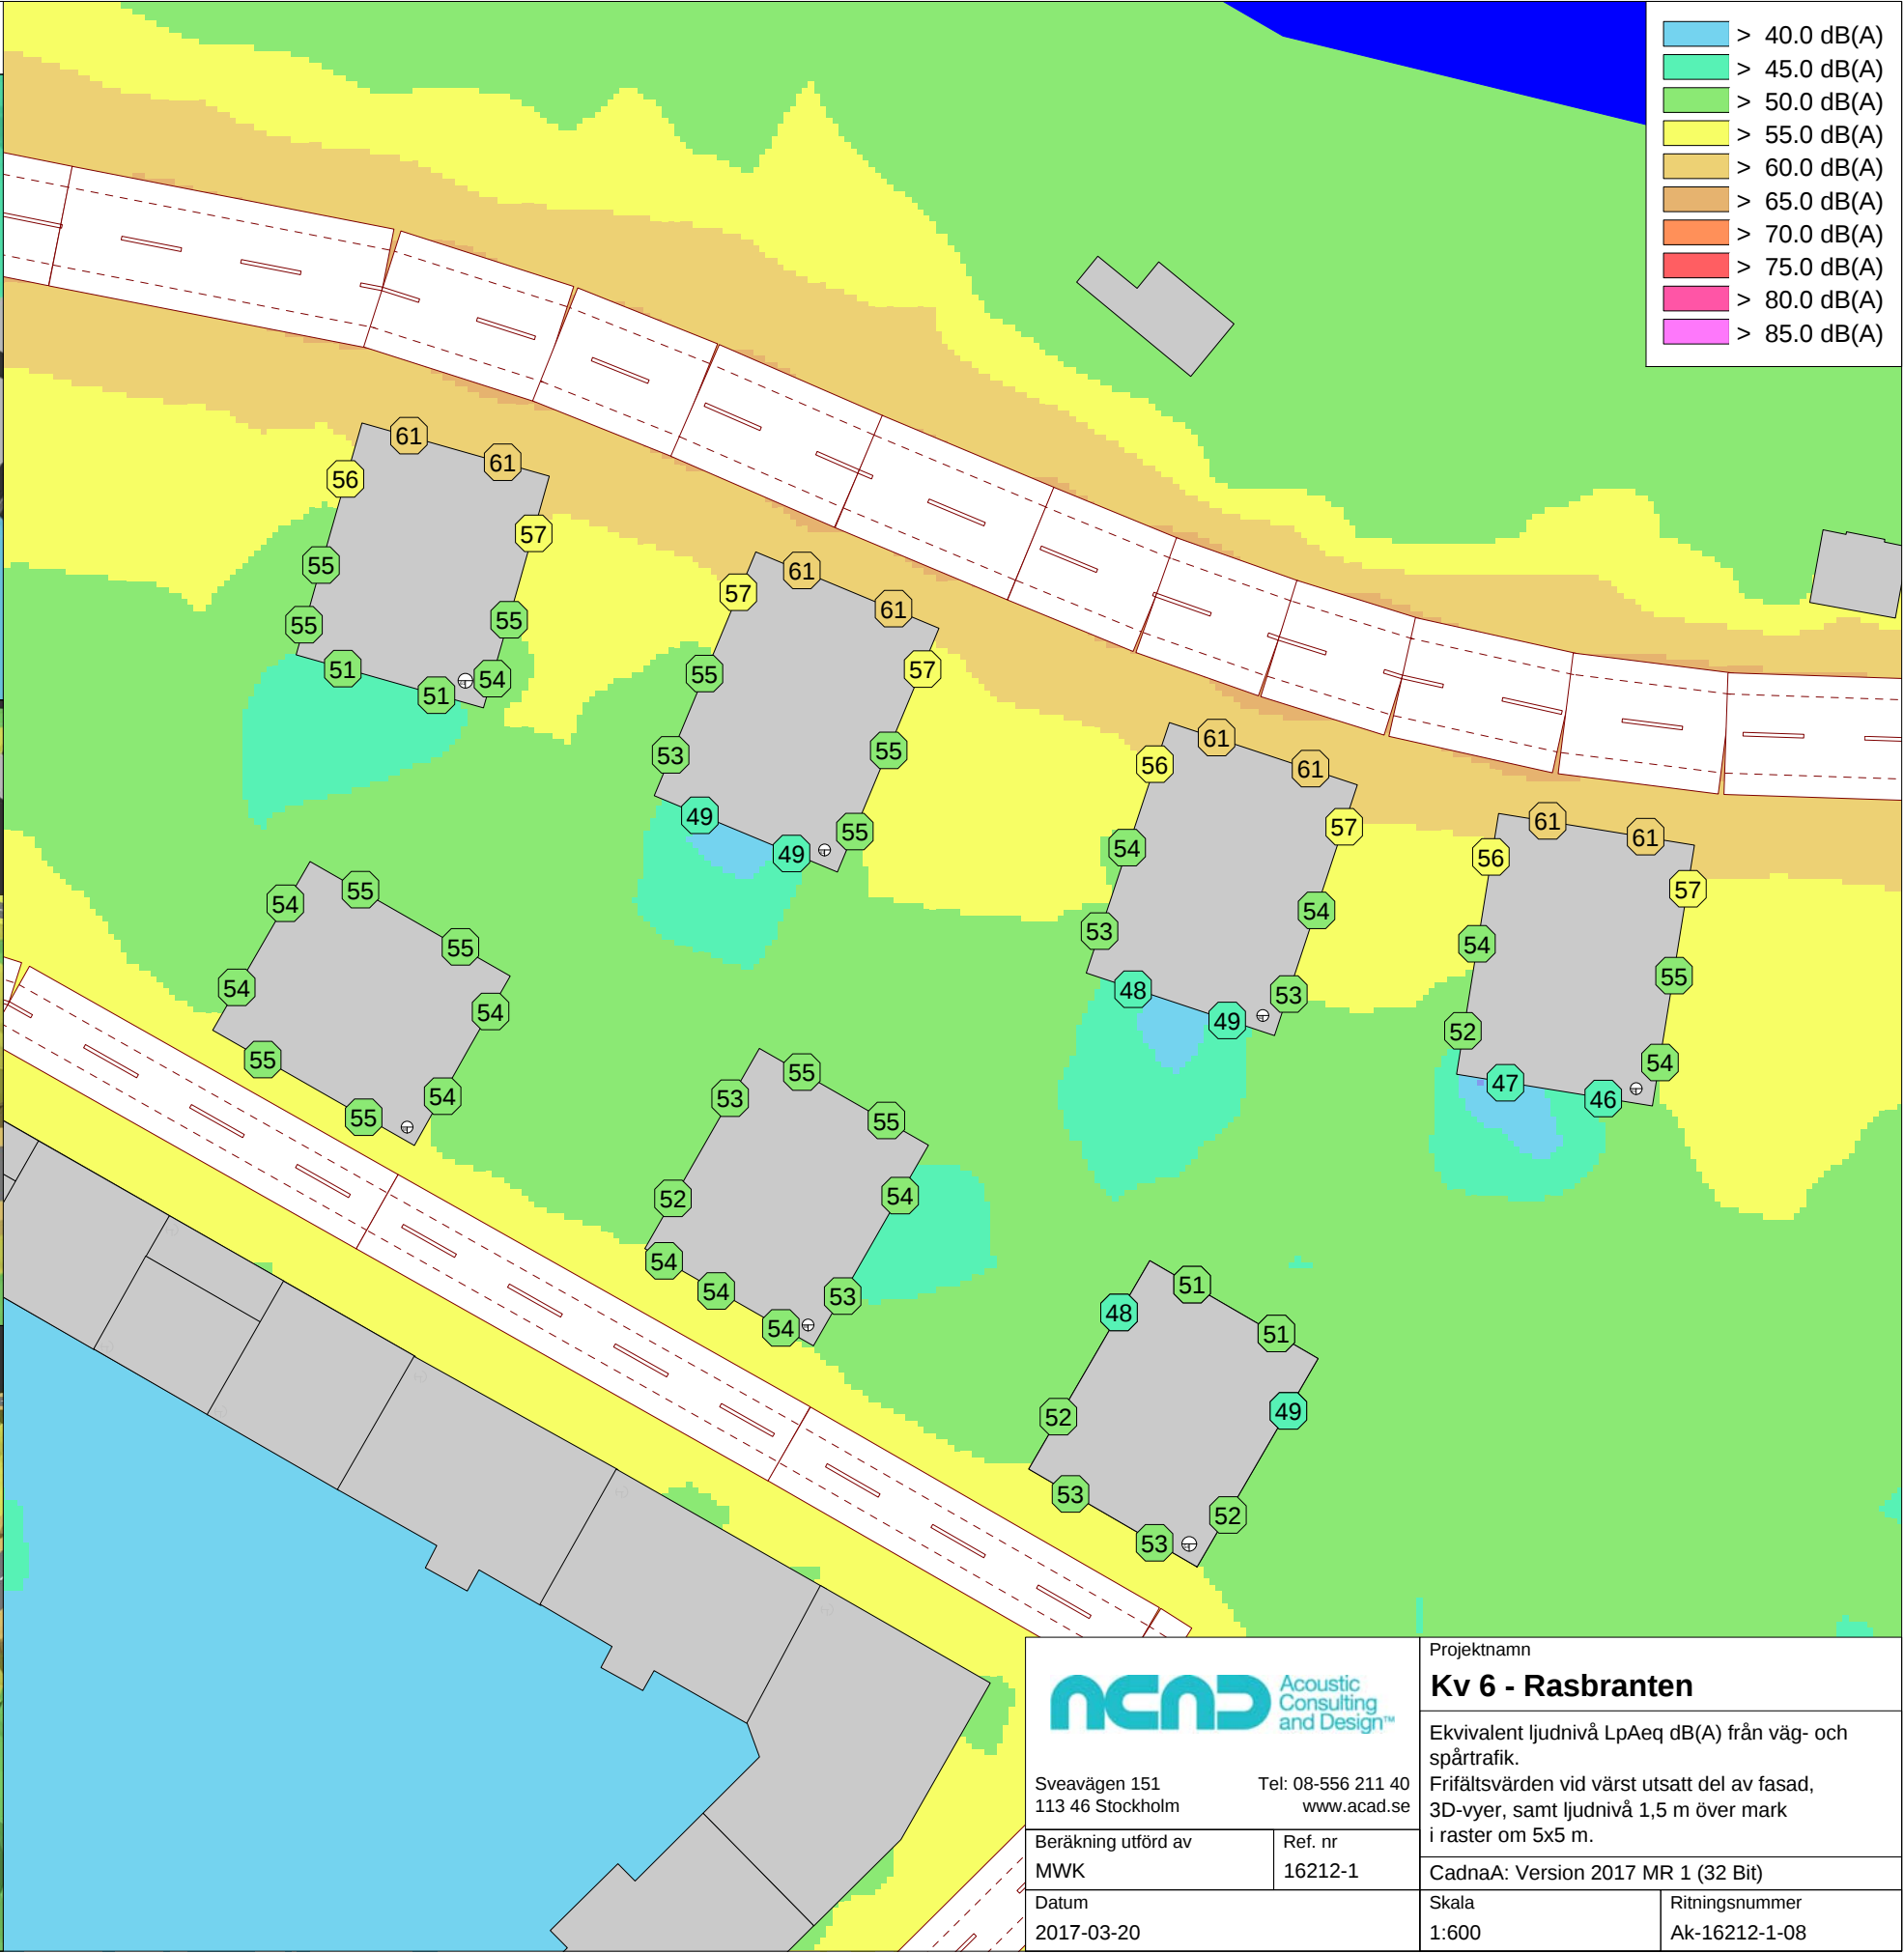 > 40.0 dB(A)
> 45.0 dB(A)
> 50.0 dB(A)
> 55.0 dB(A)
> 60.0 dB(A)
> 65.0 dB(A)
> 70.0 dB(A)
> 75.0 dB(A)
> 80.0 dB(A)
> 85.0 dB(A)
61
61
56
57
55
55
55
54
51
51
61
61
57
57
55
55
53
55
49
49
61
61
56
57
54
54
53
53
48
49
61
61
56
57
54
55
52
54
47
46
55
54
55
54
54
55
54
55
55
53
55
52
54
54
54
54
53
51
48
51
49
52
53
52
53
ACAD
Acoustic
Consulting
and Design™
Sveavägen 151
113 46 Stockholm
Tel: 08-556 211 40
www.acad.se
Beräkning utförd av
MWK
Ref. nr
16212-1
Datum
2017-03-20
Projektnamn
Kv 6 - Rasbranten
Ekvivalent ljudnivå LpAeq dB(A) från väg- och
spårtrafik.
Frifältsvärden vid värst utsatt del av fasad,
3D-vyer, samt ljudnivå 1,5 m över mark
i raster om 5x5 m.
CadnaA: Version 2017 MR 1 (32 Bit)
Skala
1:600
Ritningsnummer
Ak-16212-1-08